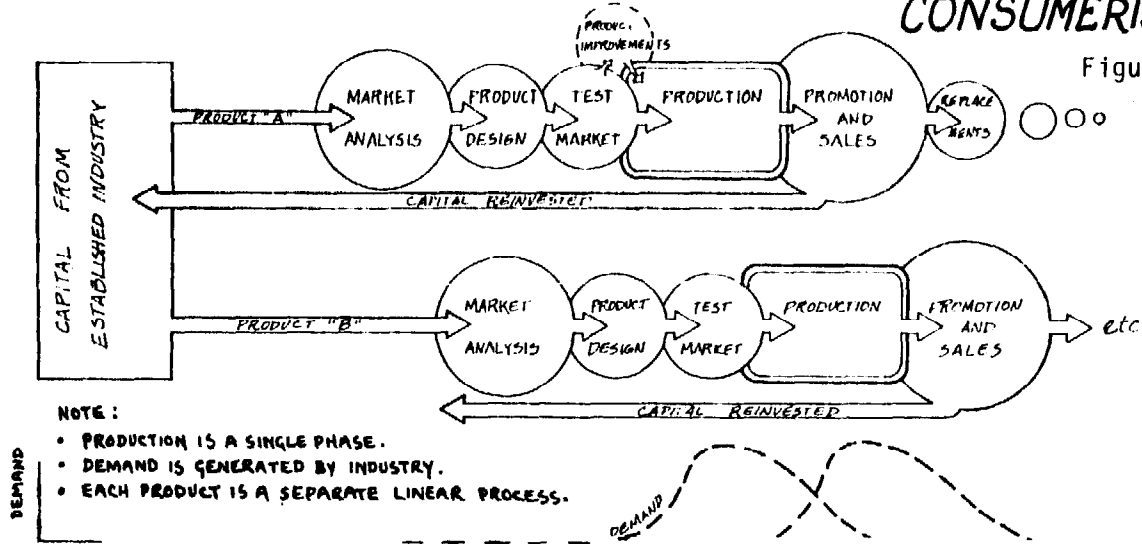 CONSUMERIS
Figu
PRODUC.
IMPROVEMENTS
CAPITAL FROM
ESTABLISHED INDUSTRY
PRODUCT "A"
MARKET
ANALYSIS
PRODUCT
DESIGN
TEST
MARKET
PRODUCTION
PROMOTION
AND
SALES
REPLACE
MENTS
CAPITAL REINVESTED
PRODUCT "B"
MARKET
ANALYSIS
PRODUCT
DESIGN
TEST
MARKET
PRODUCTION
PROMOTION
AND
SALES
etc
CAPITAL REINVESTED
NOTE:
• PRODUCTION IS A SINGLE PHASE.
• DEMAND IS GENERATED BY INDUSTRY.
• EACH PRODUCT IS A SEPARATE LINEAR PROCESS.
DEMAND
DEMAND